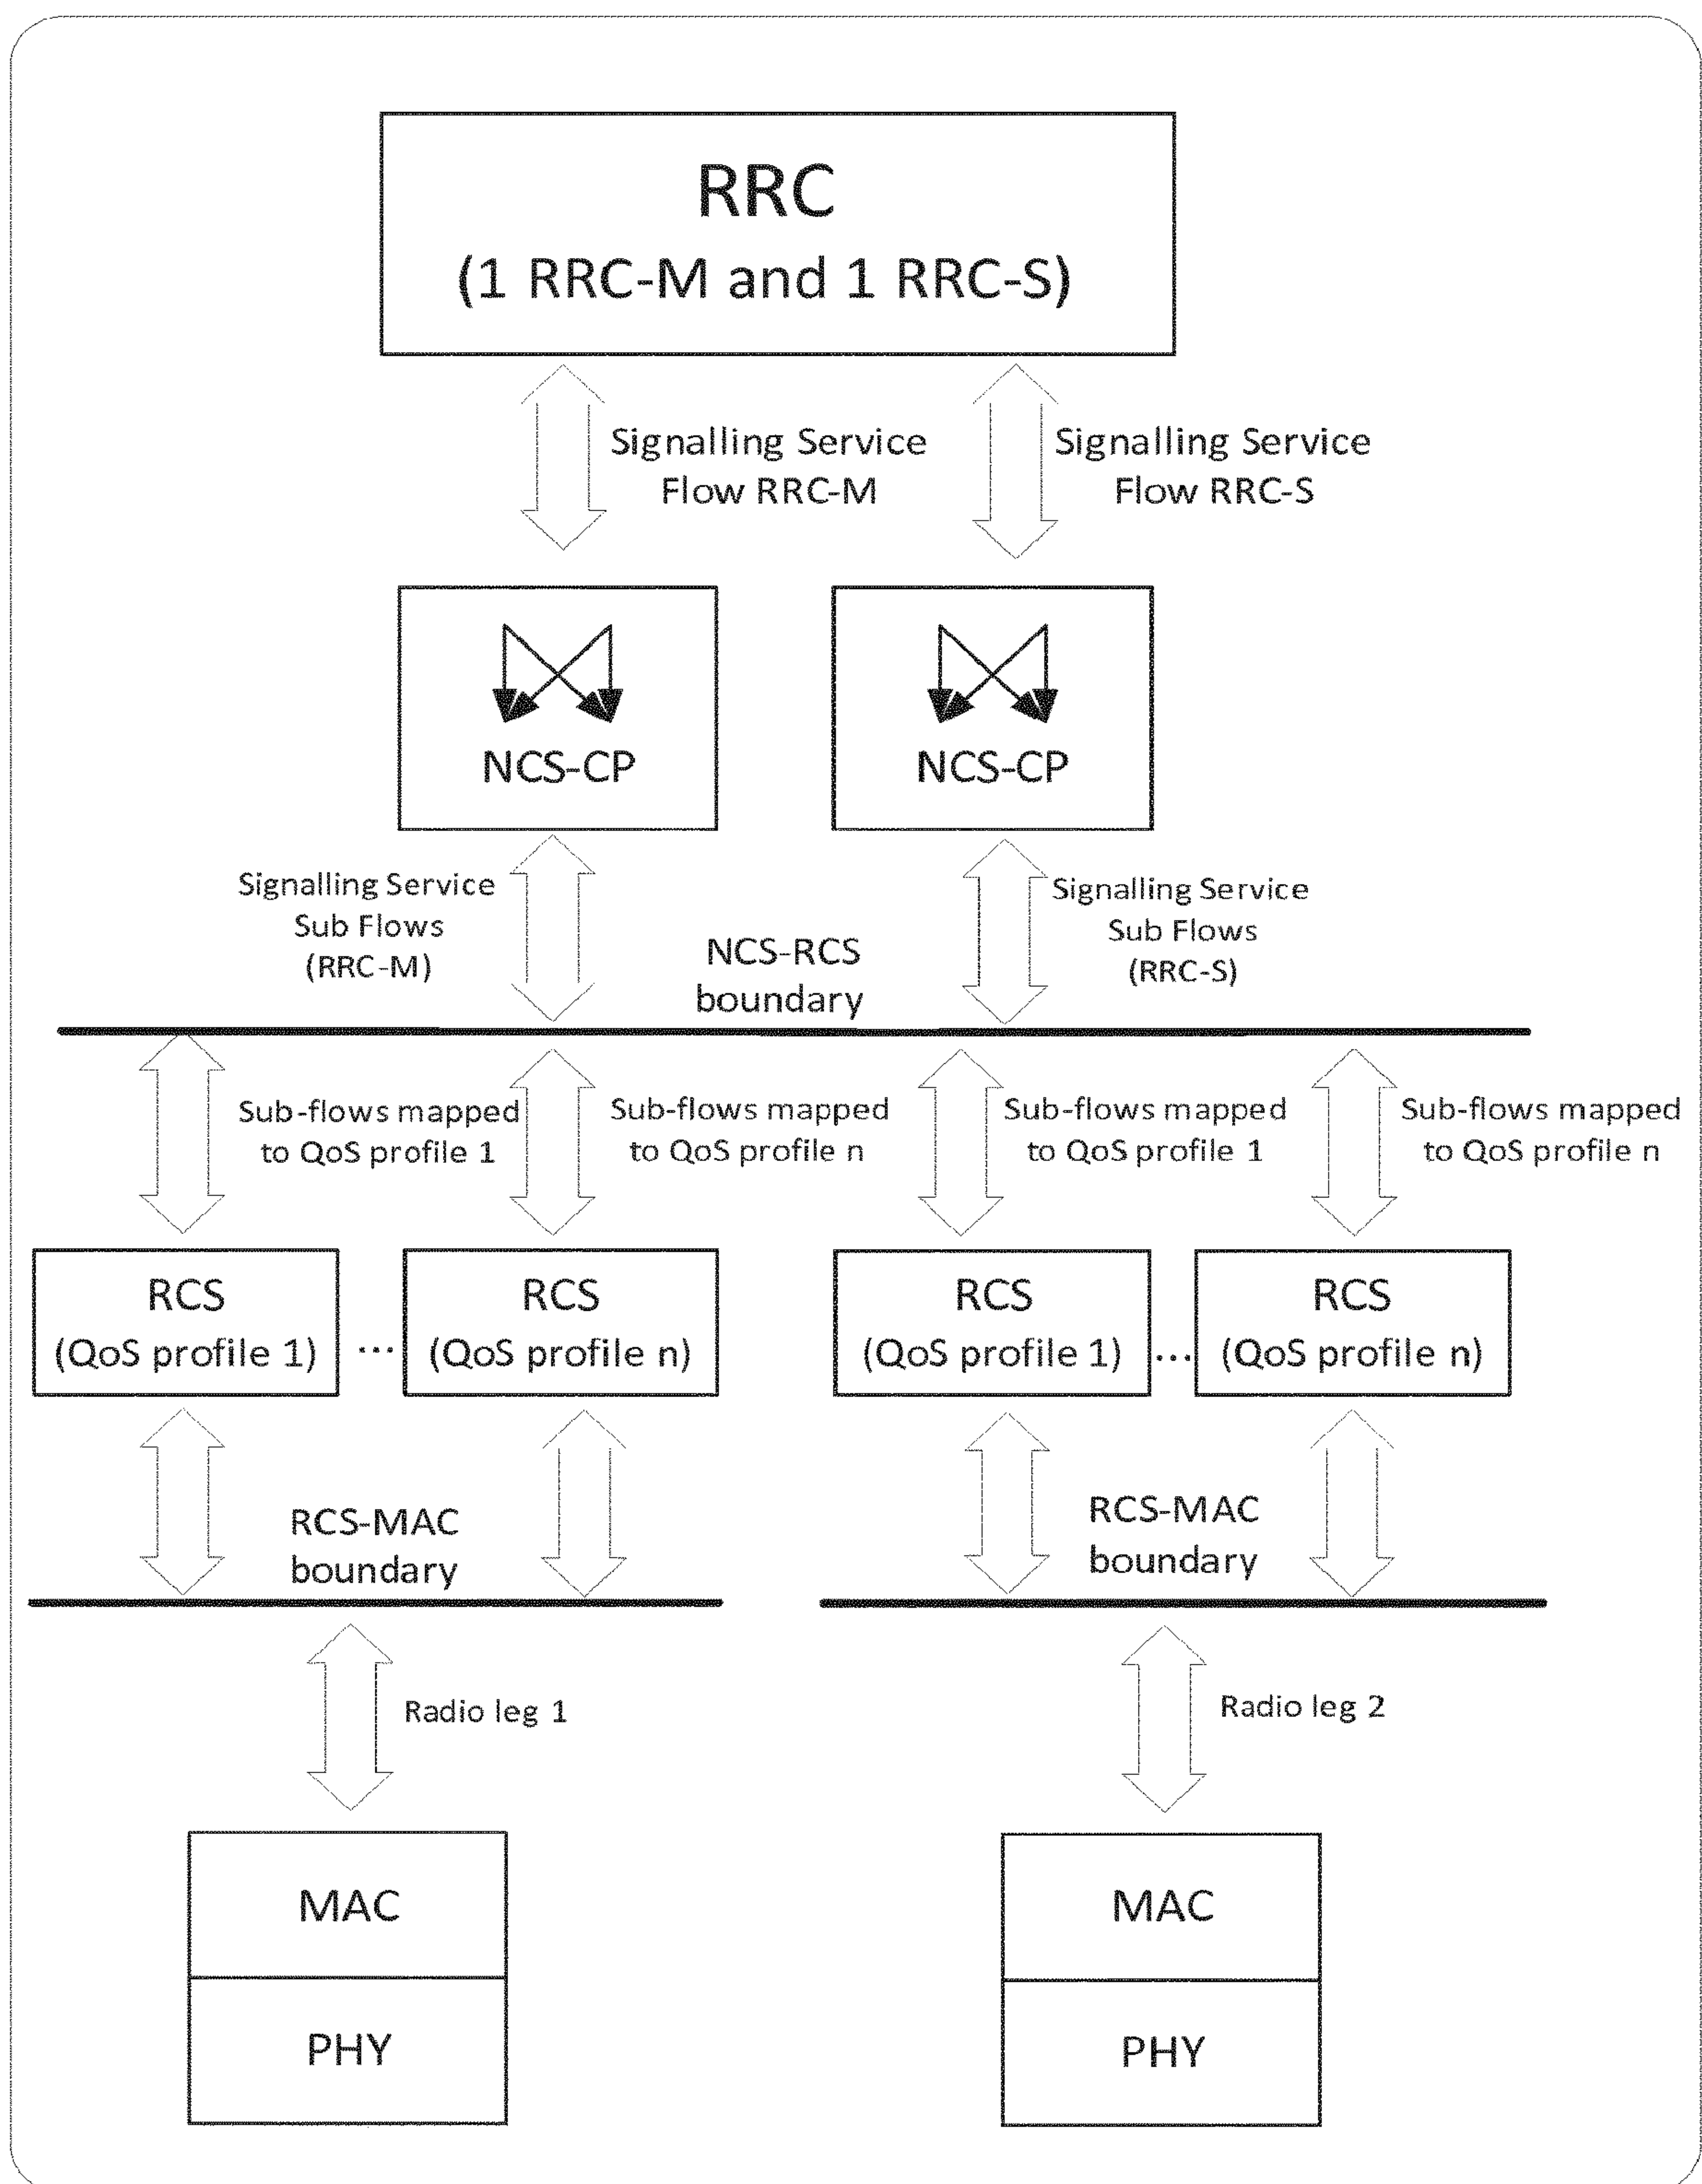 RRC
(1 RRC-M and 1 RRC-S)
Signalling Service
Flow RRC-M
Signalling Service
Flow RRC-S
NCS-CP
NCS-CP
Signalling Service
Sub Flows
(RRC-M)
NCS-RCS
boundary
Signalling Service
Sub Flows
(RRC-S)
Sub-flows mapped
to QoS profile 1
Sub-flows mapped
to QoS profile n
Sub-flows mapped
to QoS profile 1
Sub-flows mapped
to QoS profile n
RCS
(QoS profile 1)
...
RCS
(QoS profile n)
RCS
(QoS profile 1)
...
RCS
(QoS profile n)
RCS-MAC
boundary
RCS-MAC
boundary
Radio leg 1
Radio leg 2
MAC
PHY
MAC
PHY